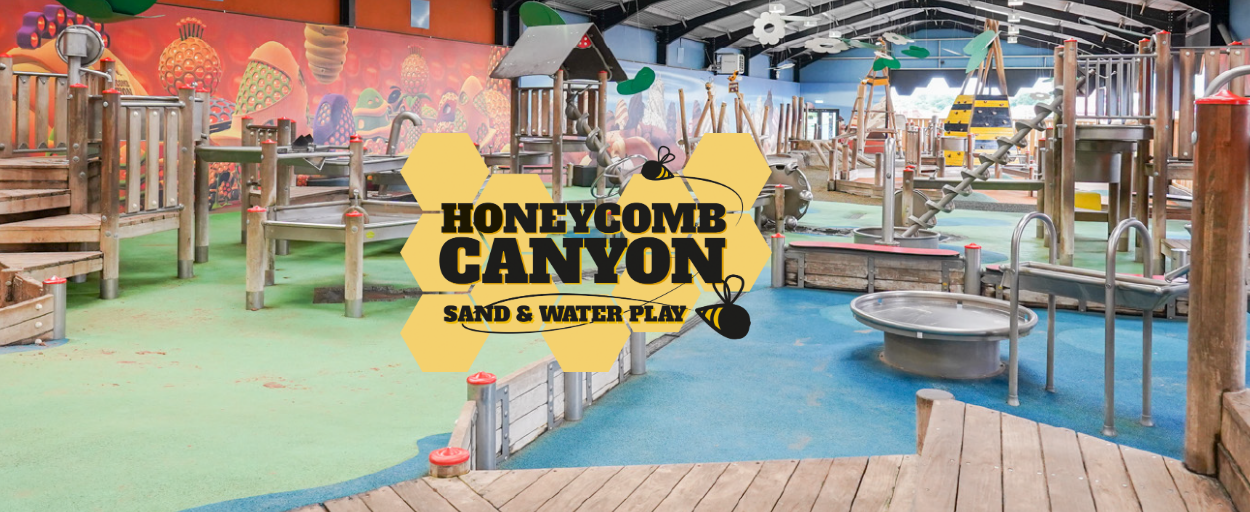 HONEYCOMB
CANYON
SAND & WATER PLAY